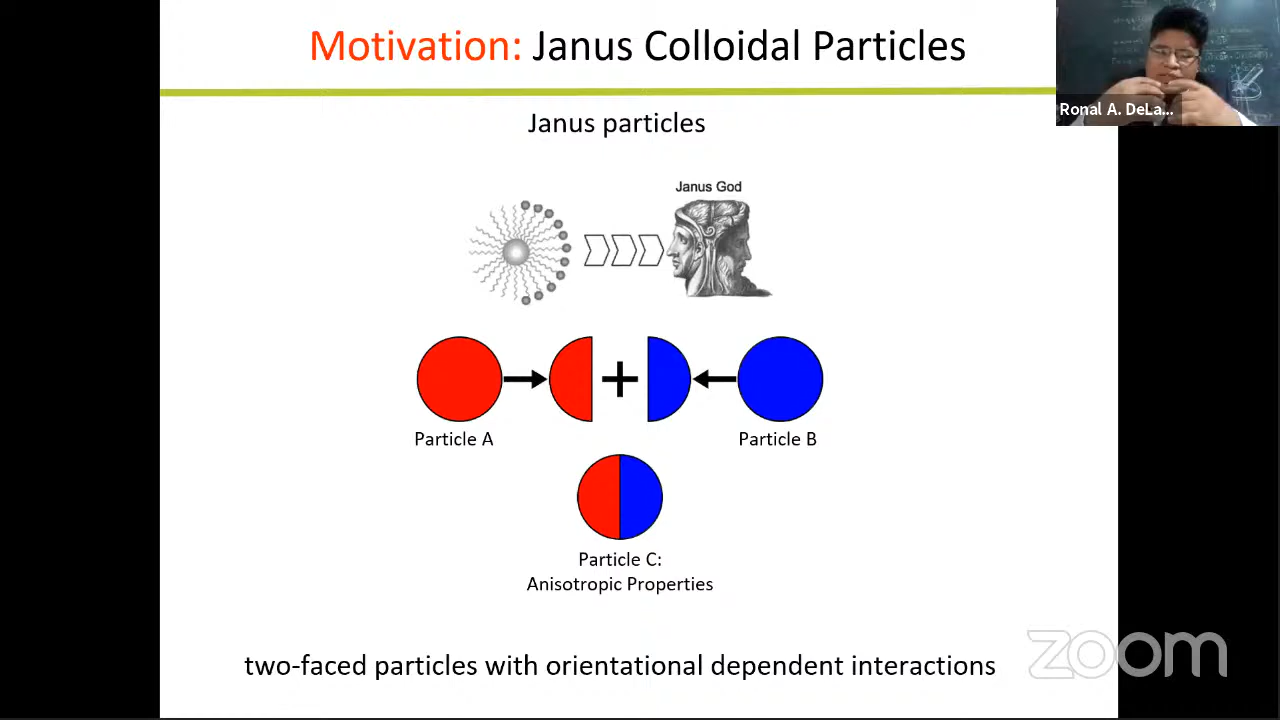 Motivation: Janus Colloidal Particles
Ronal A. DeLa...
Janus particles
Janus God
Particle A
Particle B
Particle C:
Anisotropic Properties
two-faced particles with orientational dependent interactions
zoom